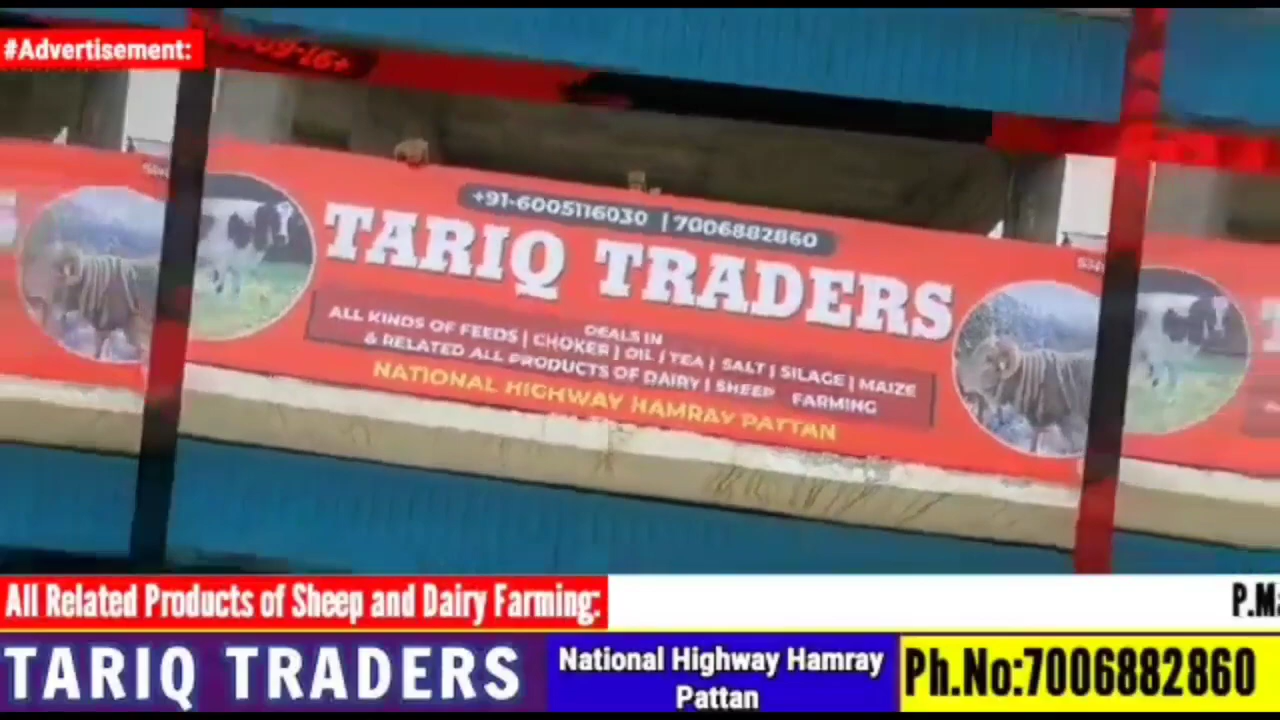 #Advertisement:
+91-6005116030 | 7006882860
TARIQ TRADERS
DEALS IN
ALL KINDS OF FEEDS | CHOKER | OIL | TEA | SALT | SILAGE | MAIZE
& RELATED ALL PRODUCTS OF DAIRY | SHEEP FARMING
NATIONAL HIGHWAY HAMRAY PATTAN
All Related Products of Sheep and Dairy Farming:
TARIQ TRADERS
National Highway Hamray
Pattan
Ph.No:7006882860